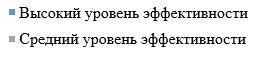 Высокий уровень эффективности
Средний уровень эффективности